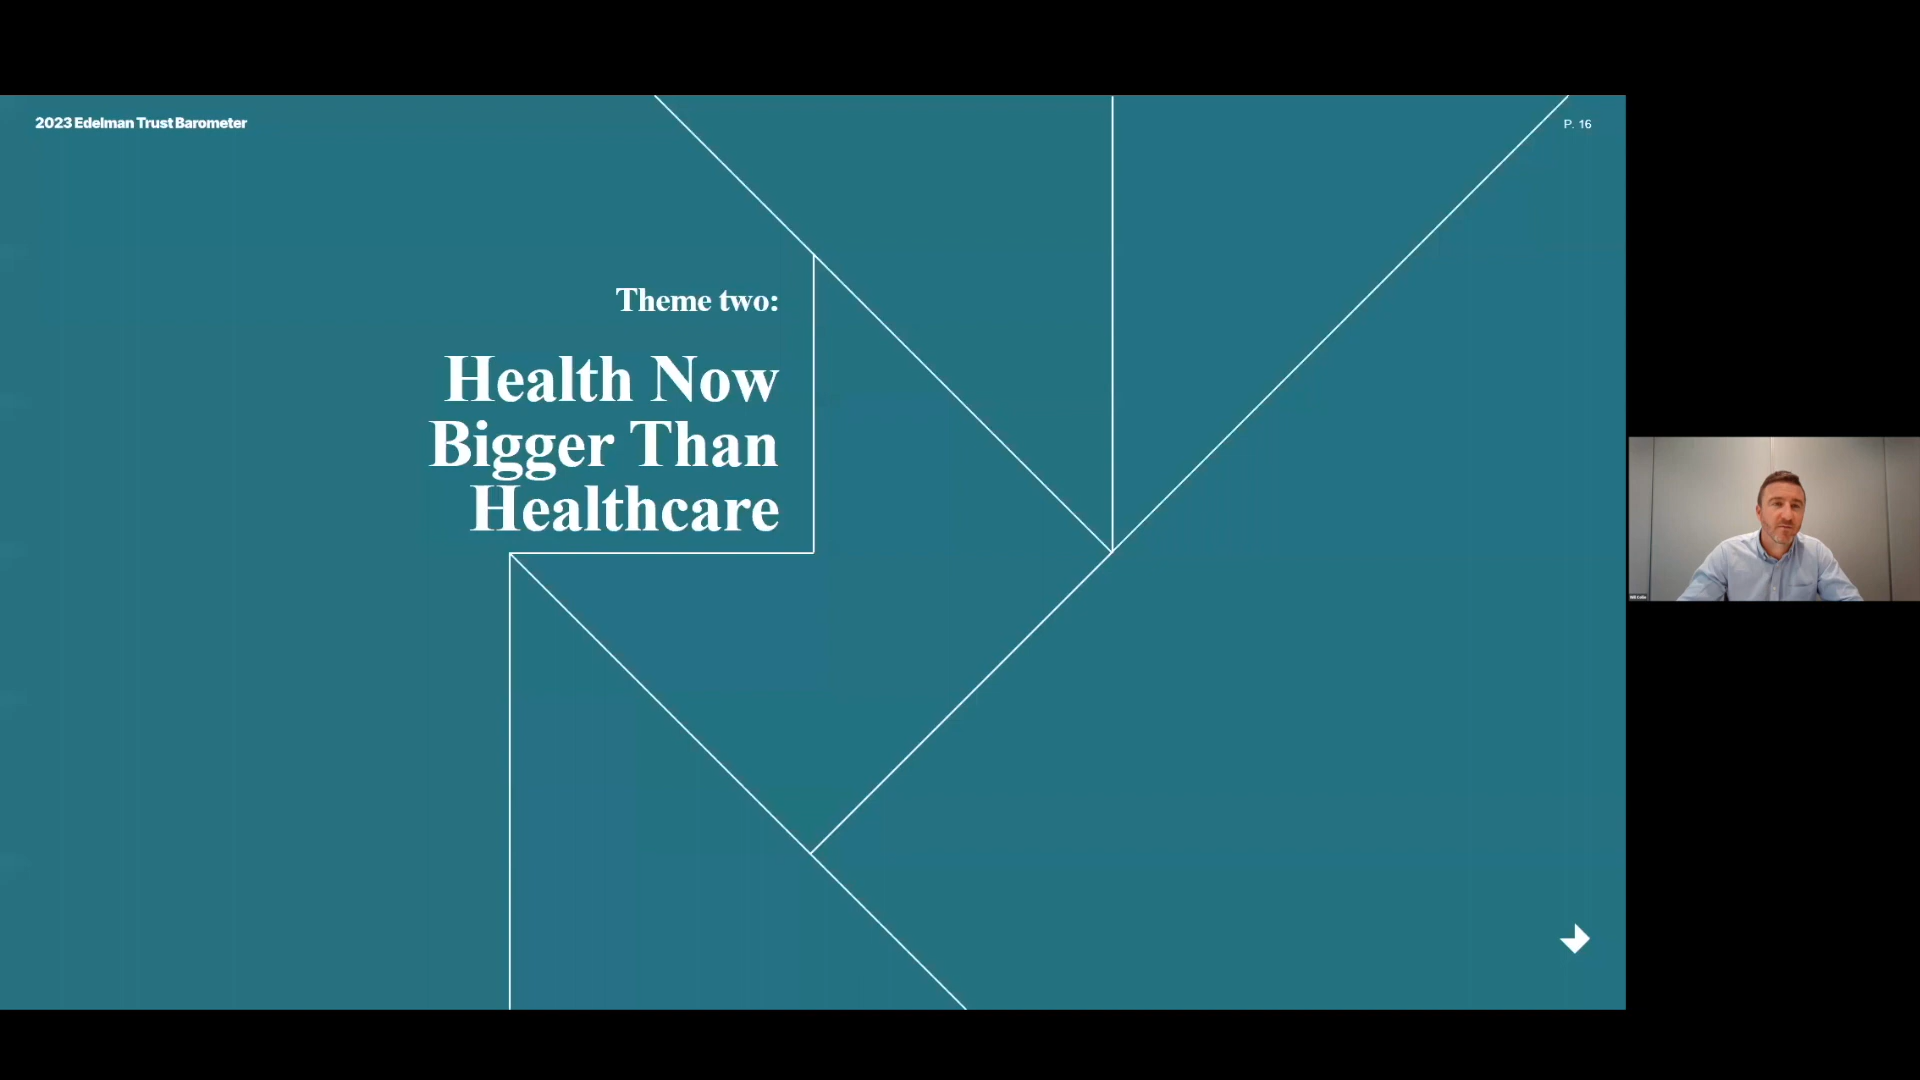 2023 Edelman Trust Barometer
P. 16
Theme two:
Health Now
Bigger Than
Healthcare